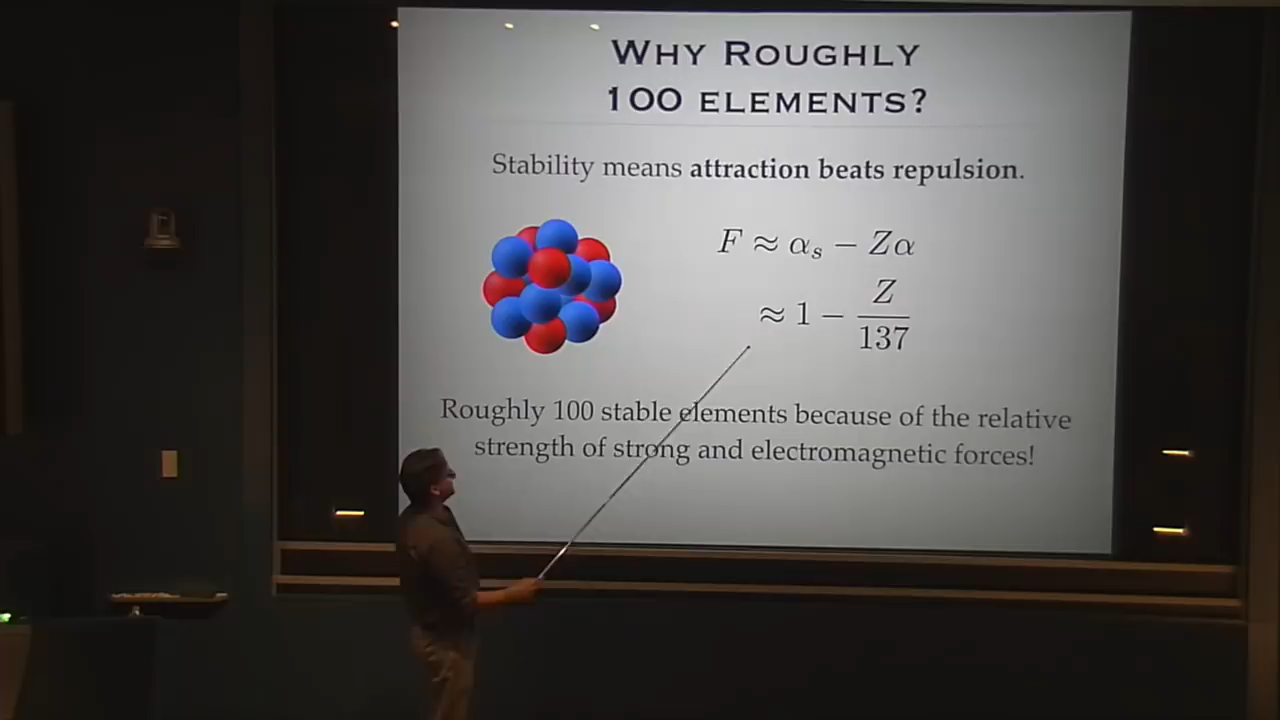 WHY ROUGHLY
100 ELEMENTS?
Stability means attraction beats repulsion.
F ≈ αₛ − Zα
≈ 1 − Z/137
Roughly 100 stable elements because of the relative
strength of strong and electromagnetic forces!